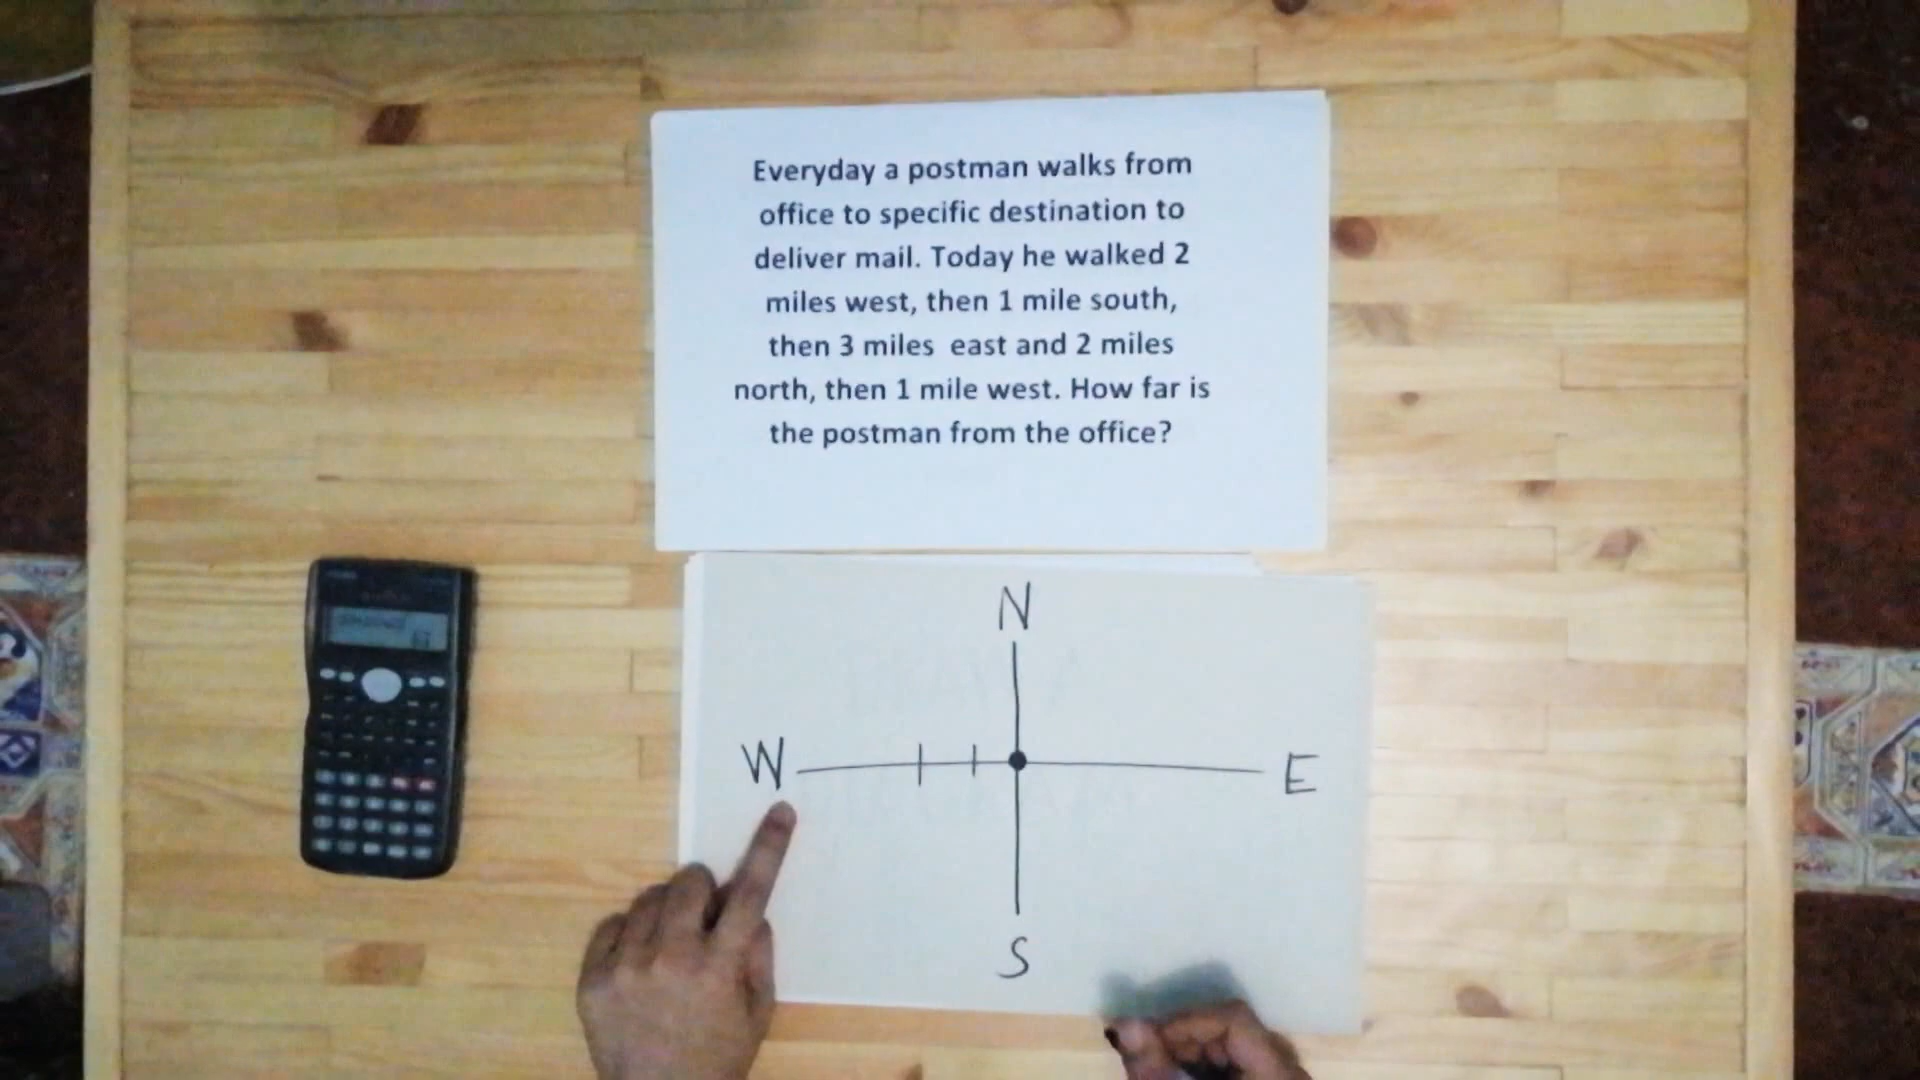 Everyday a postman walks from
office to specific destination to
deliver mail. Today he walked 2
miles west, then 1 mile south,
then 3 miles east and 2 miles
north, then 1 mile west. How far is
the postman from the office?
N
W
E
S